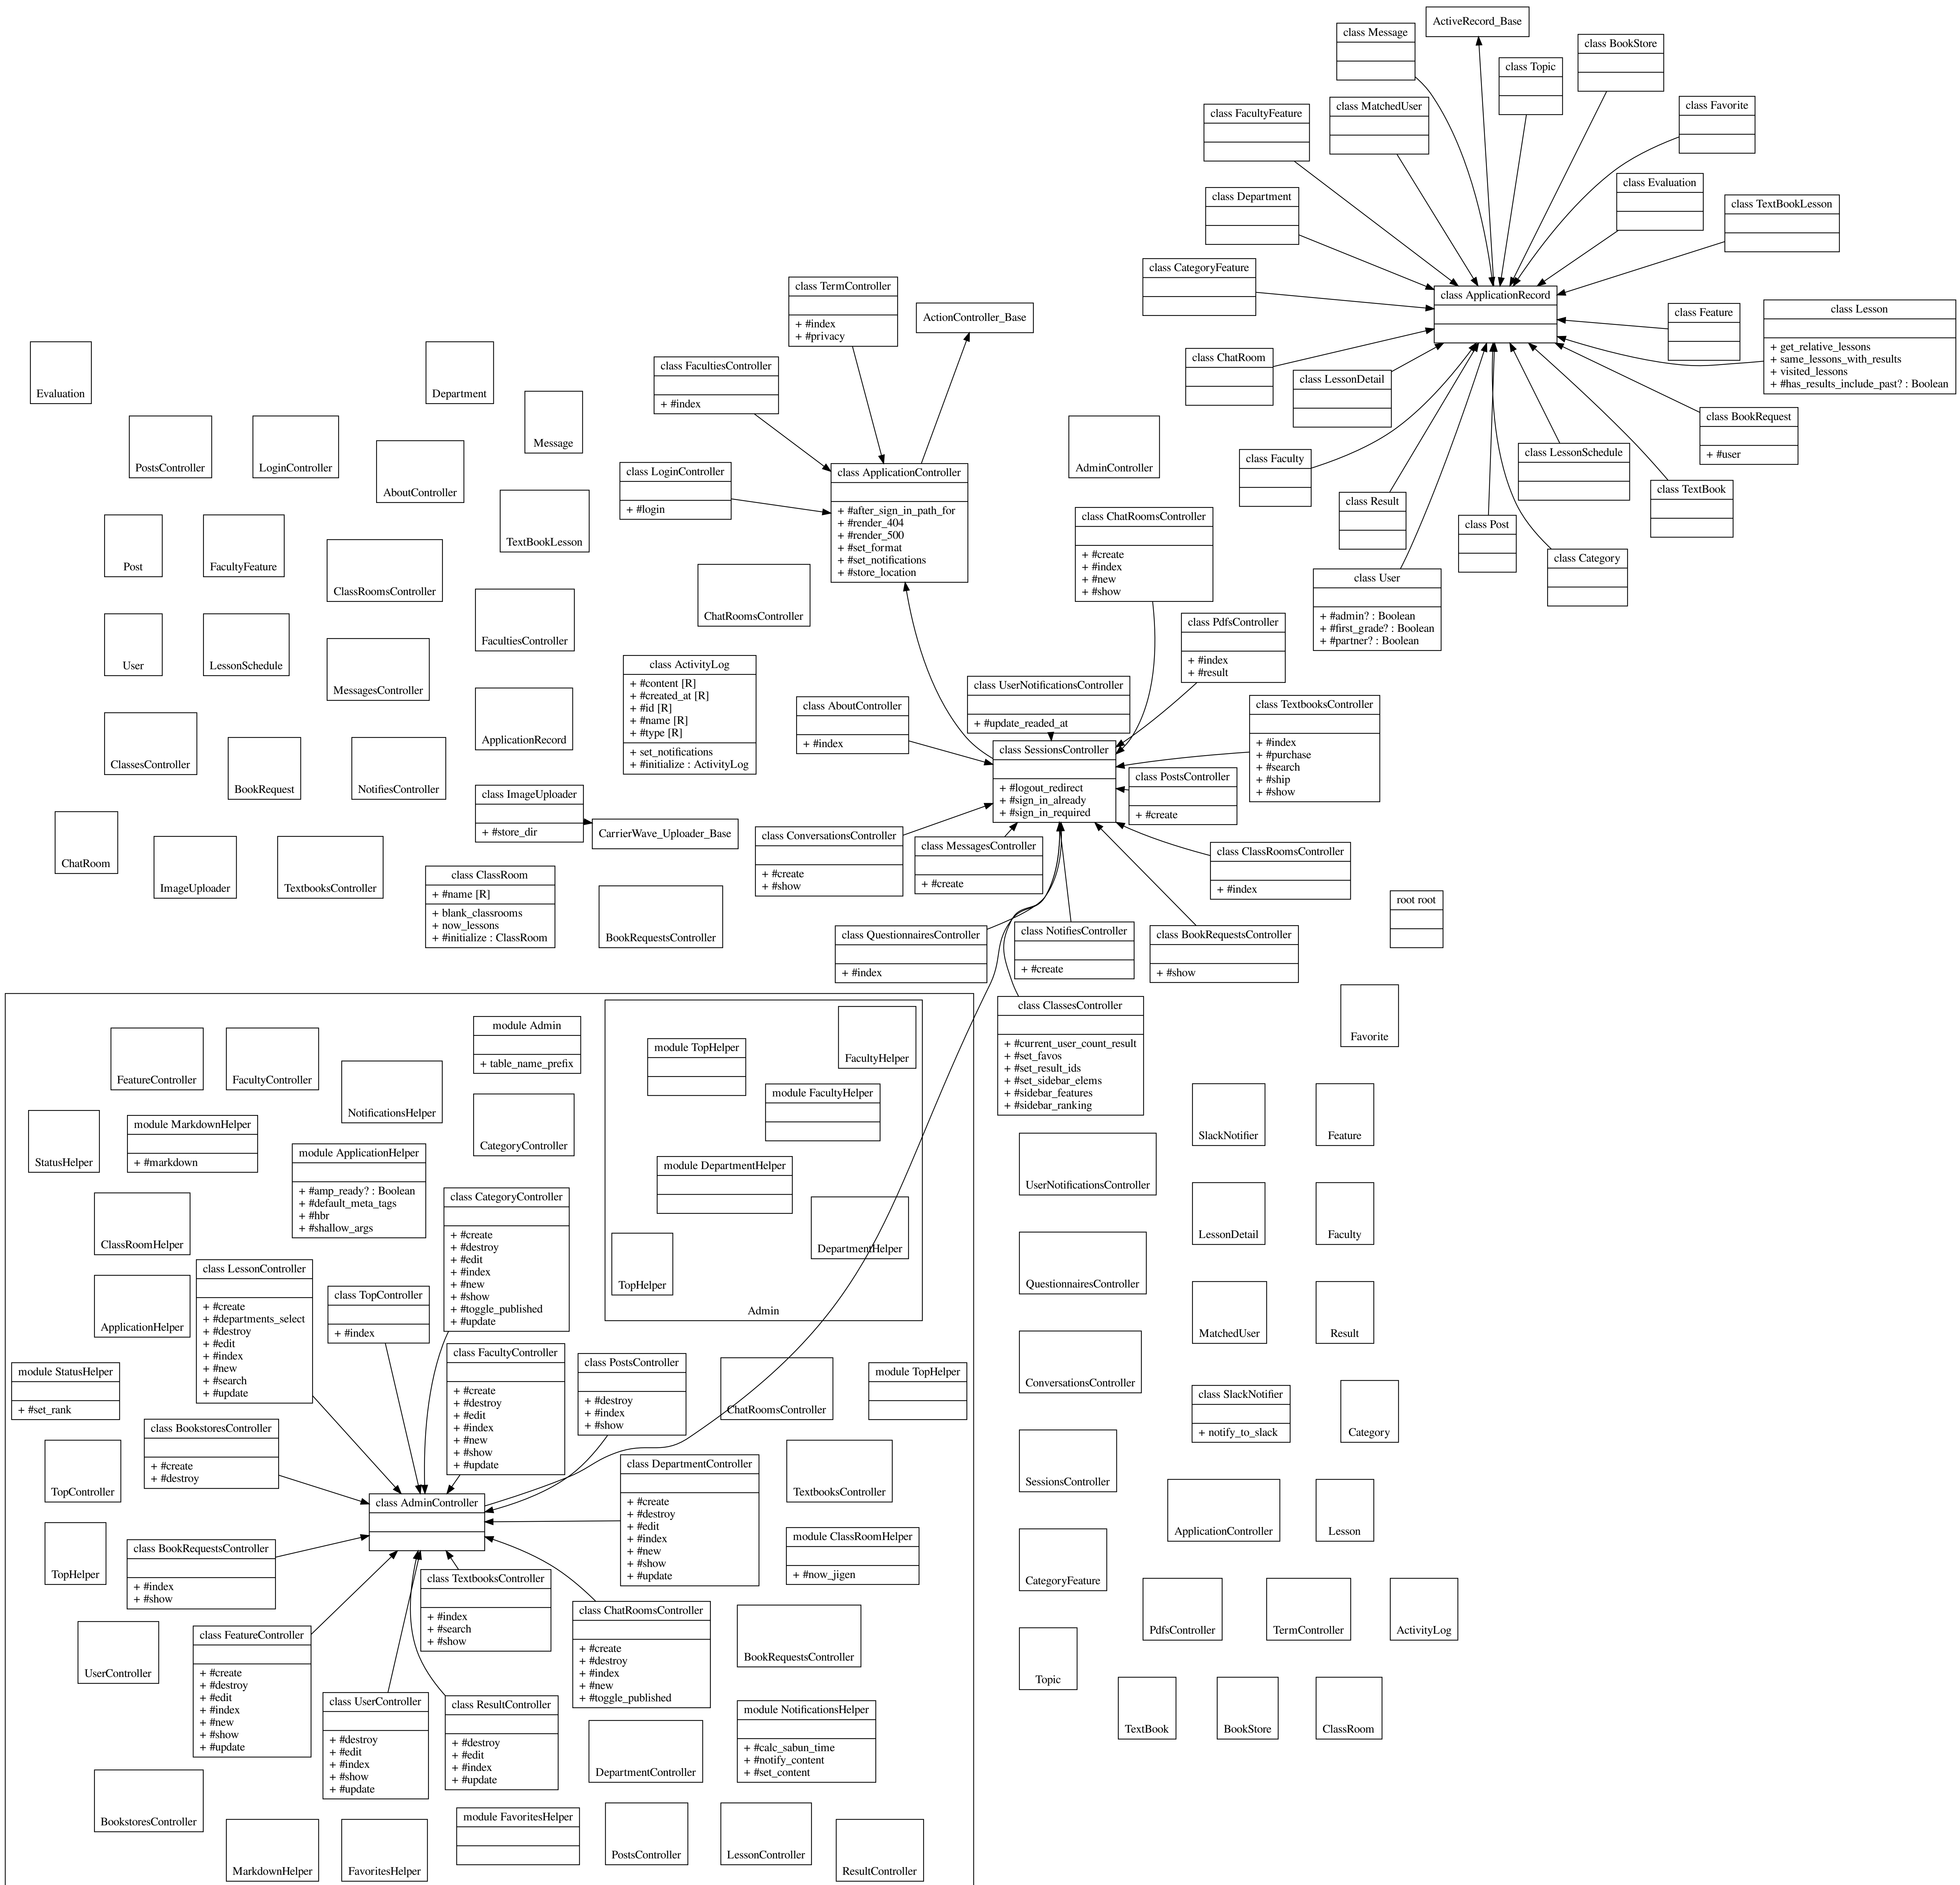 ActiveRecord_Base
class Message
class BookStore
class Topic
class Favorite
class MatchedUser
class FacultyFeature
class Evaluation
class Department
class TextBookLesson
class CategoryFeature
class ApplicationRecord
class TermController
+ #index
+ #privacy
ActionController_Base
class Feature
class Lesson
+ get_relative_lessons
+ same_lessons_with_results
+ visited_lessons
+ #has_results_include_past? : Boolean
class ChatRoom
class FacultiesController
+ #index
class LessonDetail
Evaluation
Department
class BookRequest
+ #user
Message
PostsController
LoginController
AdminController
class LessonSchedule
class Faculty
class LoginController
+ #login
class ApplicationController
+ #after_sign_in_path_for
+ #render_404
+ #render_500
+ #set_format
+ #set_notifications
+ #store_location
AboutController
class TextBook
class Result
class ChatRoomsController
+ #create
+ #index
+ #new
+ #show
class Post
TextBookLesson
class Category
Post
FacultyFeature
ClassRoomsController
class User
+ #admin? : Boolean
+ #first_grade? : Boolean
+ #partner? : Boolean
ChatRoomsController
FacultiesController
class PdfsController
+ #index
+ #result
User
LessonSchedule
class ActivityLog
+ #content [R]
+ #created_at [R]
+ #id [R]
+ #name [R]
+ #type [R]
+ set_notifications
+ #initialize : ActivityLog
MessagesController
class UserNotificationsController
+ #update_readed_at
class AboutController
+ #index
class TextbooksController
+ #index
+ #purchase
+ #search
+ #ship
+ #show
ApplicationRecord
class SessionsController
+ #logout_redirect
+ #sign_in_already
+ #sign_in_required
ClassesController
BookRequest
NotifiesController
class PostsController
+ #create
class ImageUploader
+ #store_dir
CarrierWave_Uploader_Base
class ConversationsController
+ #create
+ #show
class MessagesController
+ #create
class ClassRoomsController
+ #index
ChatRoom
ImageUploader
TextbooksController
class ClassRoom
+ #name [R]
+ blank_classrooms
+ now_lessons
+ #initialize : ClassRoom
BookRequestsController
root root
class QuestionnairesController
+ #index
class NotifiesController
+ #create
class BookRequestsController
+ #show
class ClassesController
+ #current_user_count_result
+ #set_favos
+ #set_result_ids
+ #set_sidebar_elems
+ #sidebar_features
+ #sidebar_ranking
Favorite
module Admin
+ table_name_prefix
FeatureController
FacultyController
NotificationsHelper
module TopHelper
FacultyHelper
module FacultyHelper
CategoryController
StatusHelper
module MarkdownHelper
+ #markdown
module ApplicationHelper
+ #amp_ready? : Boolean
+ #default_meta_tags
+ #hbr
+ #shallow_args
module DepartmentHelper
SlackNotifier
Feature
UserNotificationsController
class CategoryController
+ #create
+ #destroy
+ #edit
+ #index
+ #new
+ #show
+ #toggle_published
+ #update
ClassRoomHelper
DepartmentHelper
LessonDetail
Faculty
TopHelper
Admin
class LessonController
+ #create
+ #departments_select
+ #destroy
+ #edit
+ #index
+ #new
+ #search
+ #update
class TopController
+ #index
ApplicationHelper
QuestionnairesController
MatchedUser
Result
class FacultyController
+ #create
+ #destroy
+ #edit
+ #index
+ #new
+ #show
+ #update
class PostsController
+ #destroy
+ #index
+ #show
module StatusHelper
+ #set_rank
ChatRoomsController
module TopHelper
ConversationsController
class SlackNotifier
+ notify_to_slack
Category
class BookstoresController
+ #create
+ #destroy
class DepartmentController
+ #create
+ #destroy
+ #edit
+ #index
+ #new
+ #show
+ #update
TopController
TextbooksController
SessionsController
class AdminController
ApplicationController
Lesson
TopHelper
class BookRequestsController
+ #index
+ #show
module ClassRoomHelper
+ #now_jigen
class TextbooksController
+ #index
+ #search
+ #show
CategoryFeature
class ChatRoomsController
+ #create
+ #destroy
+ #index
+ #new
+ #toggle_published
BookRequestsController
PdfsController
TermController
ActivityLog
UserController
class FeatureController
+ #create
+ #destroy
+ #edit
+ #index
+ #new
+ #show
+ #update
Topic
class UserController
+ #destroy
+ #edit
+ #index
+ #show
+ #update
class ResultController
+ #destroy
+ #edit
+ #index
+ #update
module NotificationsHelper
+ #calc_sabun_time
+ #notify_content
+ #set_content
DepartmentController
TextBook
BookStore
ClassRoom
BookstoresController
module FavoritesHelper
MarkdownHelper
FavoritesHelper
PostsController
LessonController
ResultController